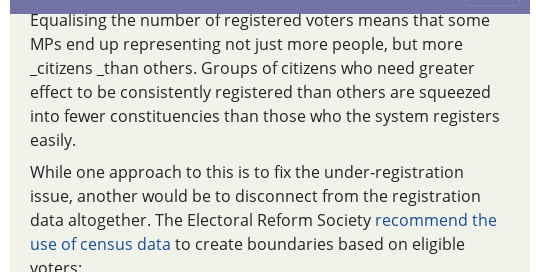 Equalising the number of registered voters means that some
MPs end up representing not just more people, but more
_citizens _than others. Groups of citizens who need greater
effect to be consistently registered than others are squeezed
into fewer constituencies than those who the system registers
easily.
While one approach to this is to fix the under-registration
issue, another would be to disconnect from the registration
data altogether. The Electoral Reform Society recommend the
use of census data to create boundaries based on eligible
voters: